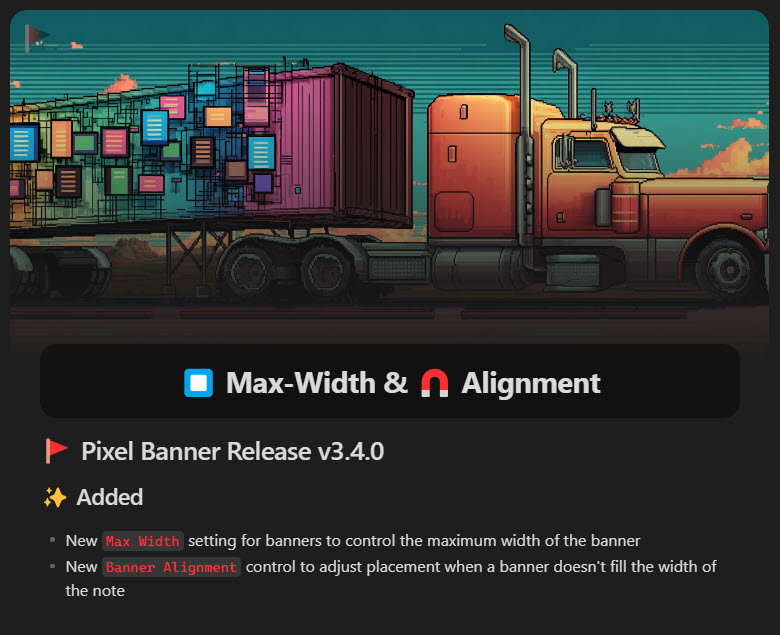 Max-Width & Alignment
Pixel Banner Release v3.4.0
Added
New Max Width setting for banners to control the maximum width of the banner
New Banner Alignment control to adjust placement when a banner doesn't fill the width of
the note